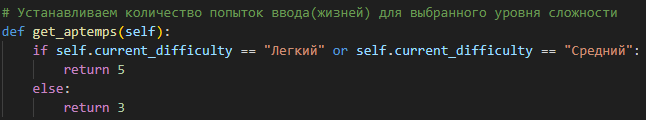 # Устанавливаем количество попыток ввода(жизней) для выбранного уровня сложности
def get_aptemps(self):
    if self.current_difficulty == "Легкий" or self.current_difficulty == "Средний":
        return 5
    else:
        return 3